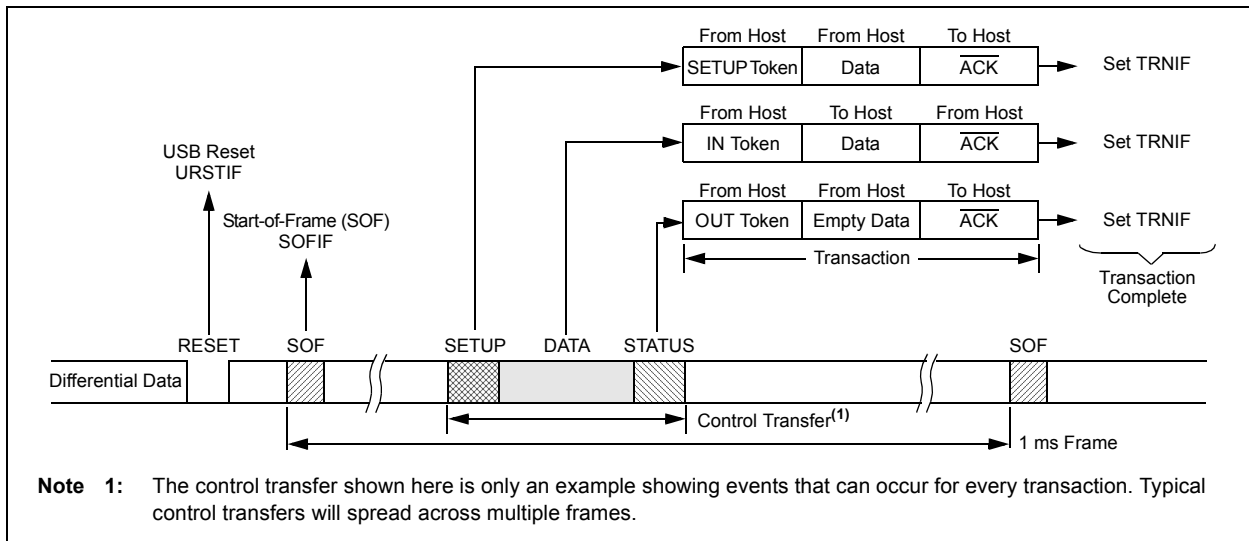 From Host From Host To Host
SETUP Token Data ACK Set TRNIF
From Host To Host From Host
IN Token Data ACK Set TRNIF
USB Reset
URSTIF
From Host From Host To Host
Start-of-Frame (SOF)
SOFIF
OUT Token Empty Data ACK Set TRNIF
Transaction
Transaction
Complete
RESET SOF SETUP DATA STATUS SOF
Differential Data
Control Transfer(1)
1 ms Frame
Note 1: The control transfer shown here is only an example showing events that can occur for every transaction. Typical
control transfers will spread across multiple frames.